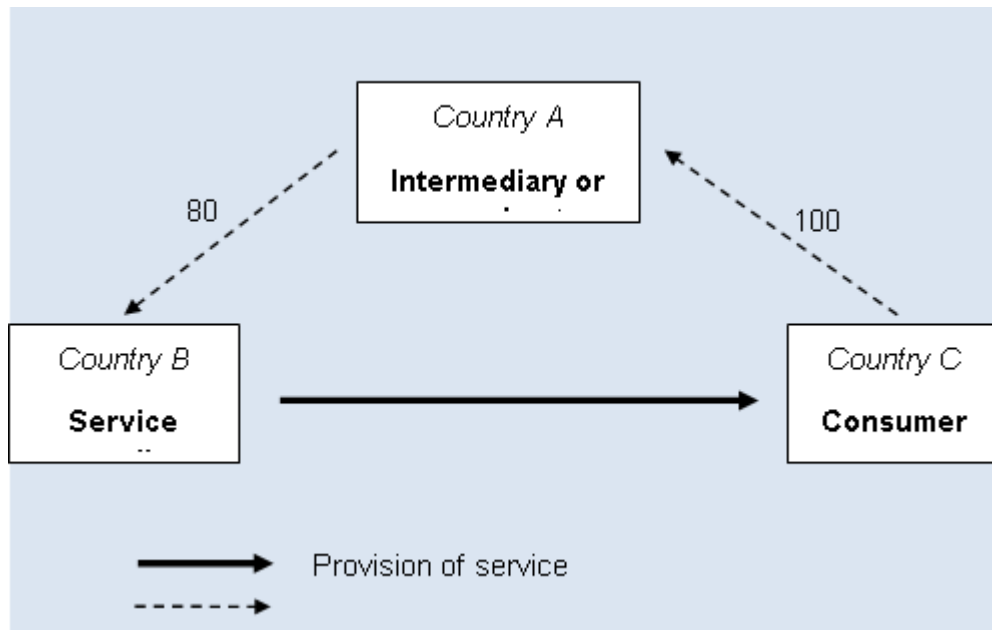 Country A
Intermediary or
80
100
Country B
Service
Country C
Consumer
Provision of service